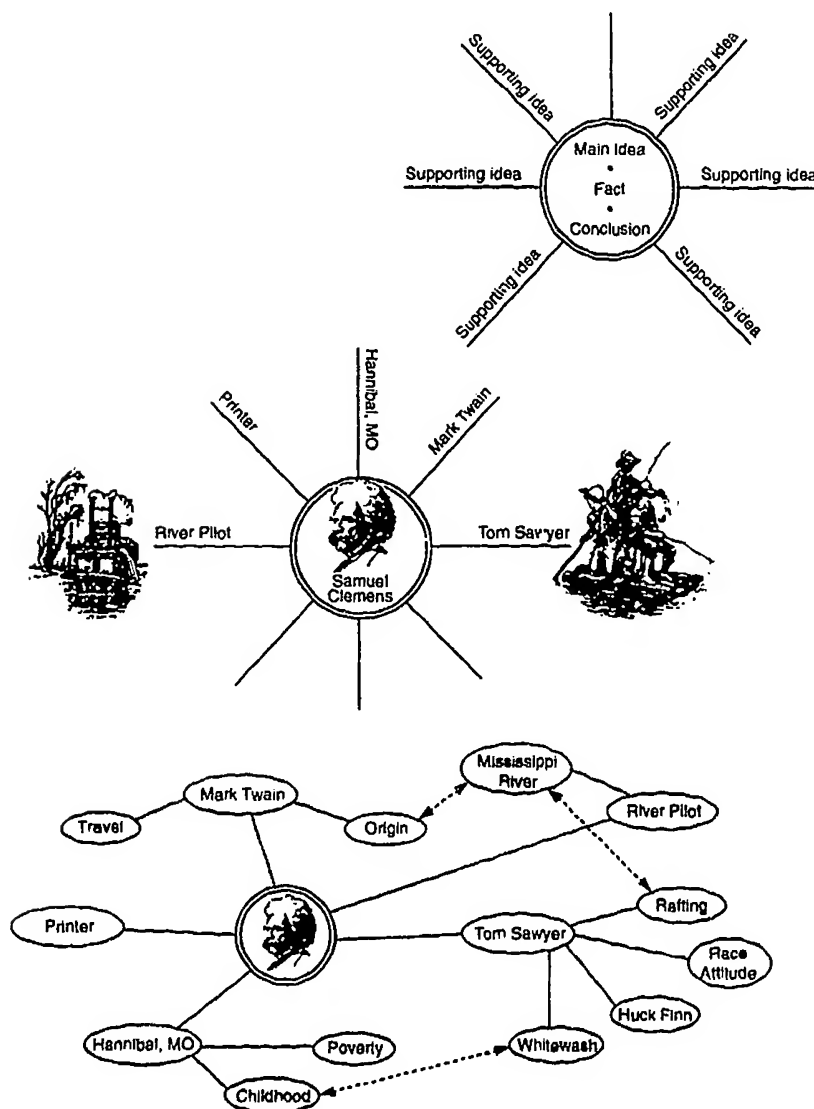 Supporting idea
Supporting idea
Main Idea
•
Fact
•
Conclusion
Supporting idea
Supporting idea
Supporting idea
Supporting idea
Printer
Hannibal, MO
Mark Twain
River Pilot
Samuel
Clemens
Tom Sawyer
Mississippi
River
Mark Twain
River Pilot
Travel
Origin
Printer
Tom Sawyer
Rafting
Race
Attitude
Huck Finn
Hannibal, MO
Poverty
Whitewash
Childhood